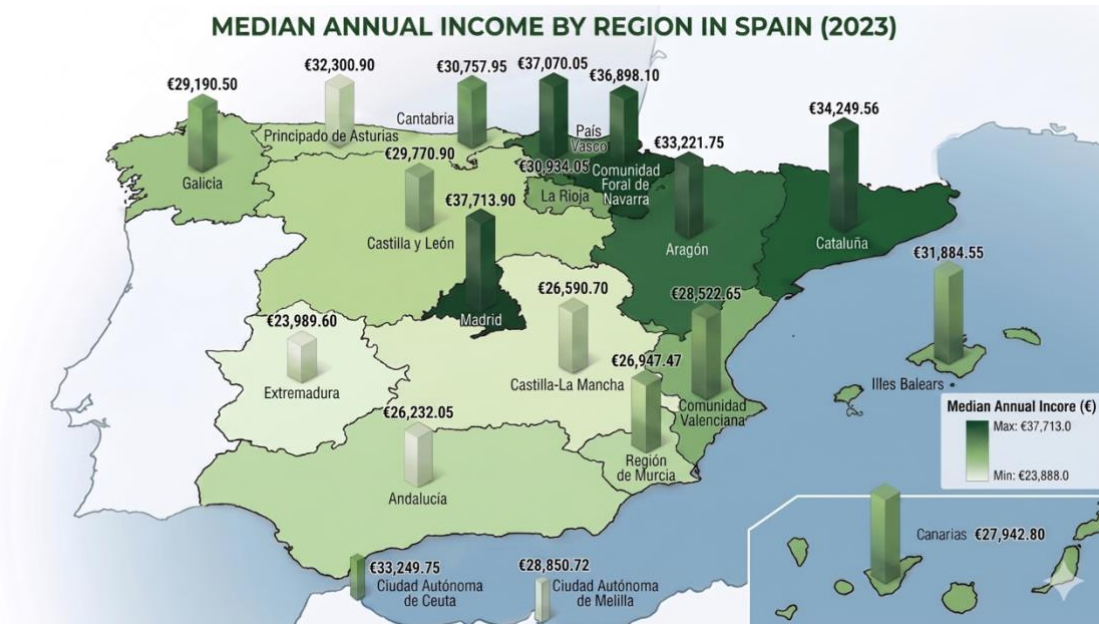 MEDIAN ANNUAL INCOME BY REGION IN SPAIN (2023)
€29,190.50
Galicia
€32,300.90
Principado de Asturias
€30,757.95
Cantabria
€37,070.05
País
Vasco
€36,898.10
Comunidad
Foral de
Navarra
€30,934.05
La Rioja
€33,221.75
Aragón
€34,249.56
Cataluña
€29,770.90
Castilla y León
€37,713.90
Madrid
€31,884.55
Illes Balears
€23,989.60
Extremadura
€26,590.70
Castilla-La Mancha
€28,522.65
Comunidad
Valenciana
€26,947.47
Región
de Murcia
€26,232.05
Andalucía
Median Annual Incore (€)
Max: €37,713.0
Min: €23,888.0
Canarias €27,942.80
€33,249.75
Ciudad Autónoma
de Ceuta
€28,850.72
Ciudad Autónoma
de Melilla